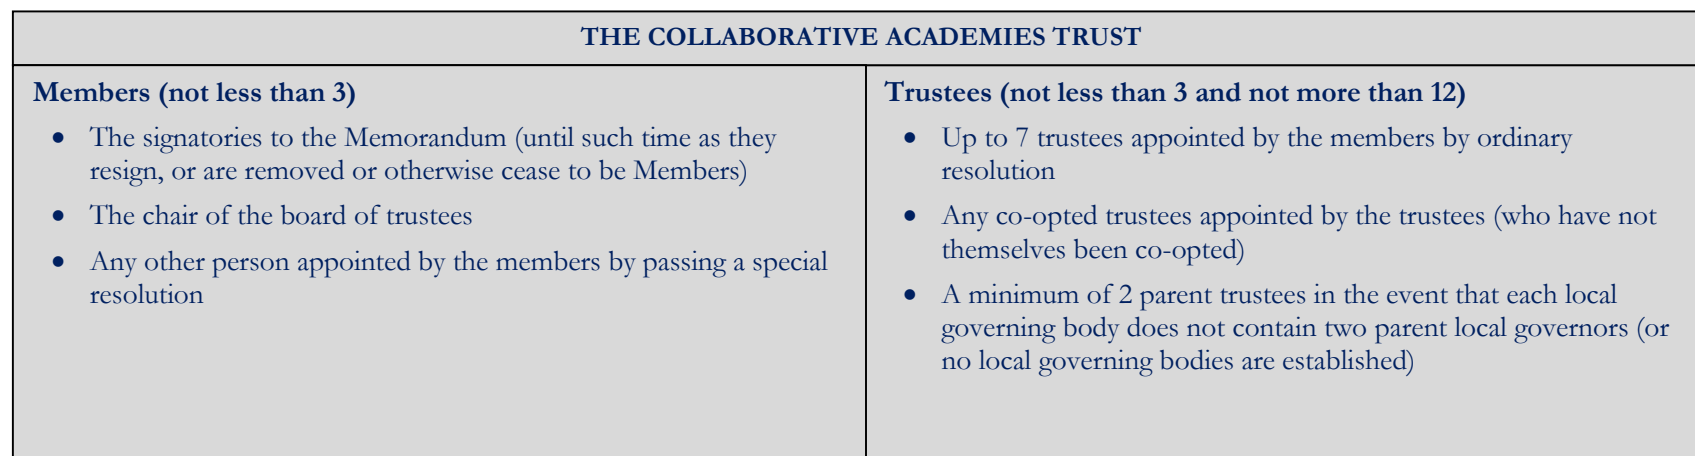 THE COLLABORATIVE ACADEMIES TRUST
Members (not less than 3)
• The signatories to the Memorandum (until such time as they
resign, or are removed or otherwise cease to be Members)
• The chair of the board of trustees
• Any other person appointed by the members by passing a special
resolution
Trustees (not less than 3 and not more than 12)
• Up to 7 trustees appointed by the members by ordinary
resolution
• Any co-opted trustees appointed by the trustees (who have not
themselves been co-opted)
• A minimum of 2 parent trustees in the event that each local
governing body does not contain two parent local governors (or
no local governing bodies are established)